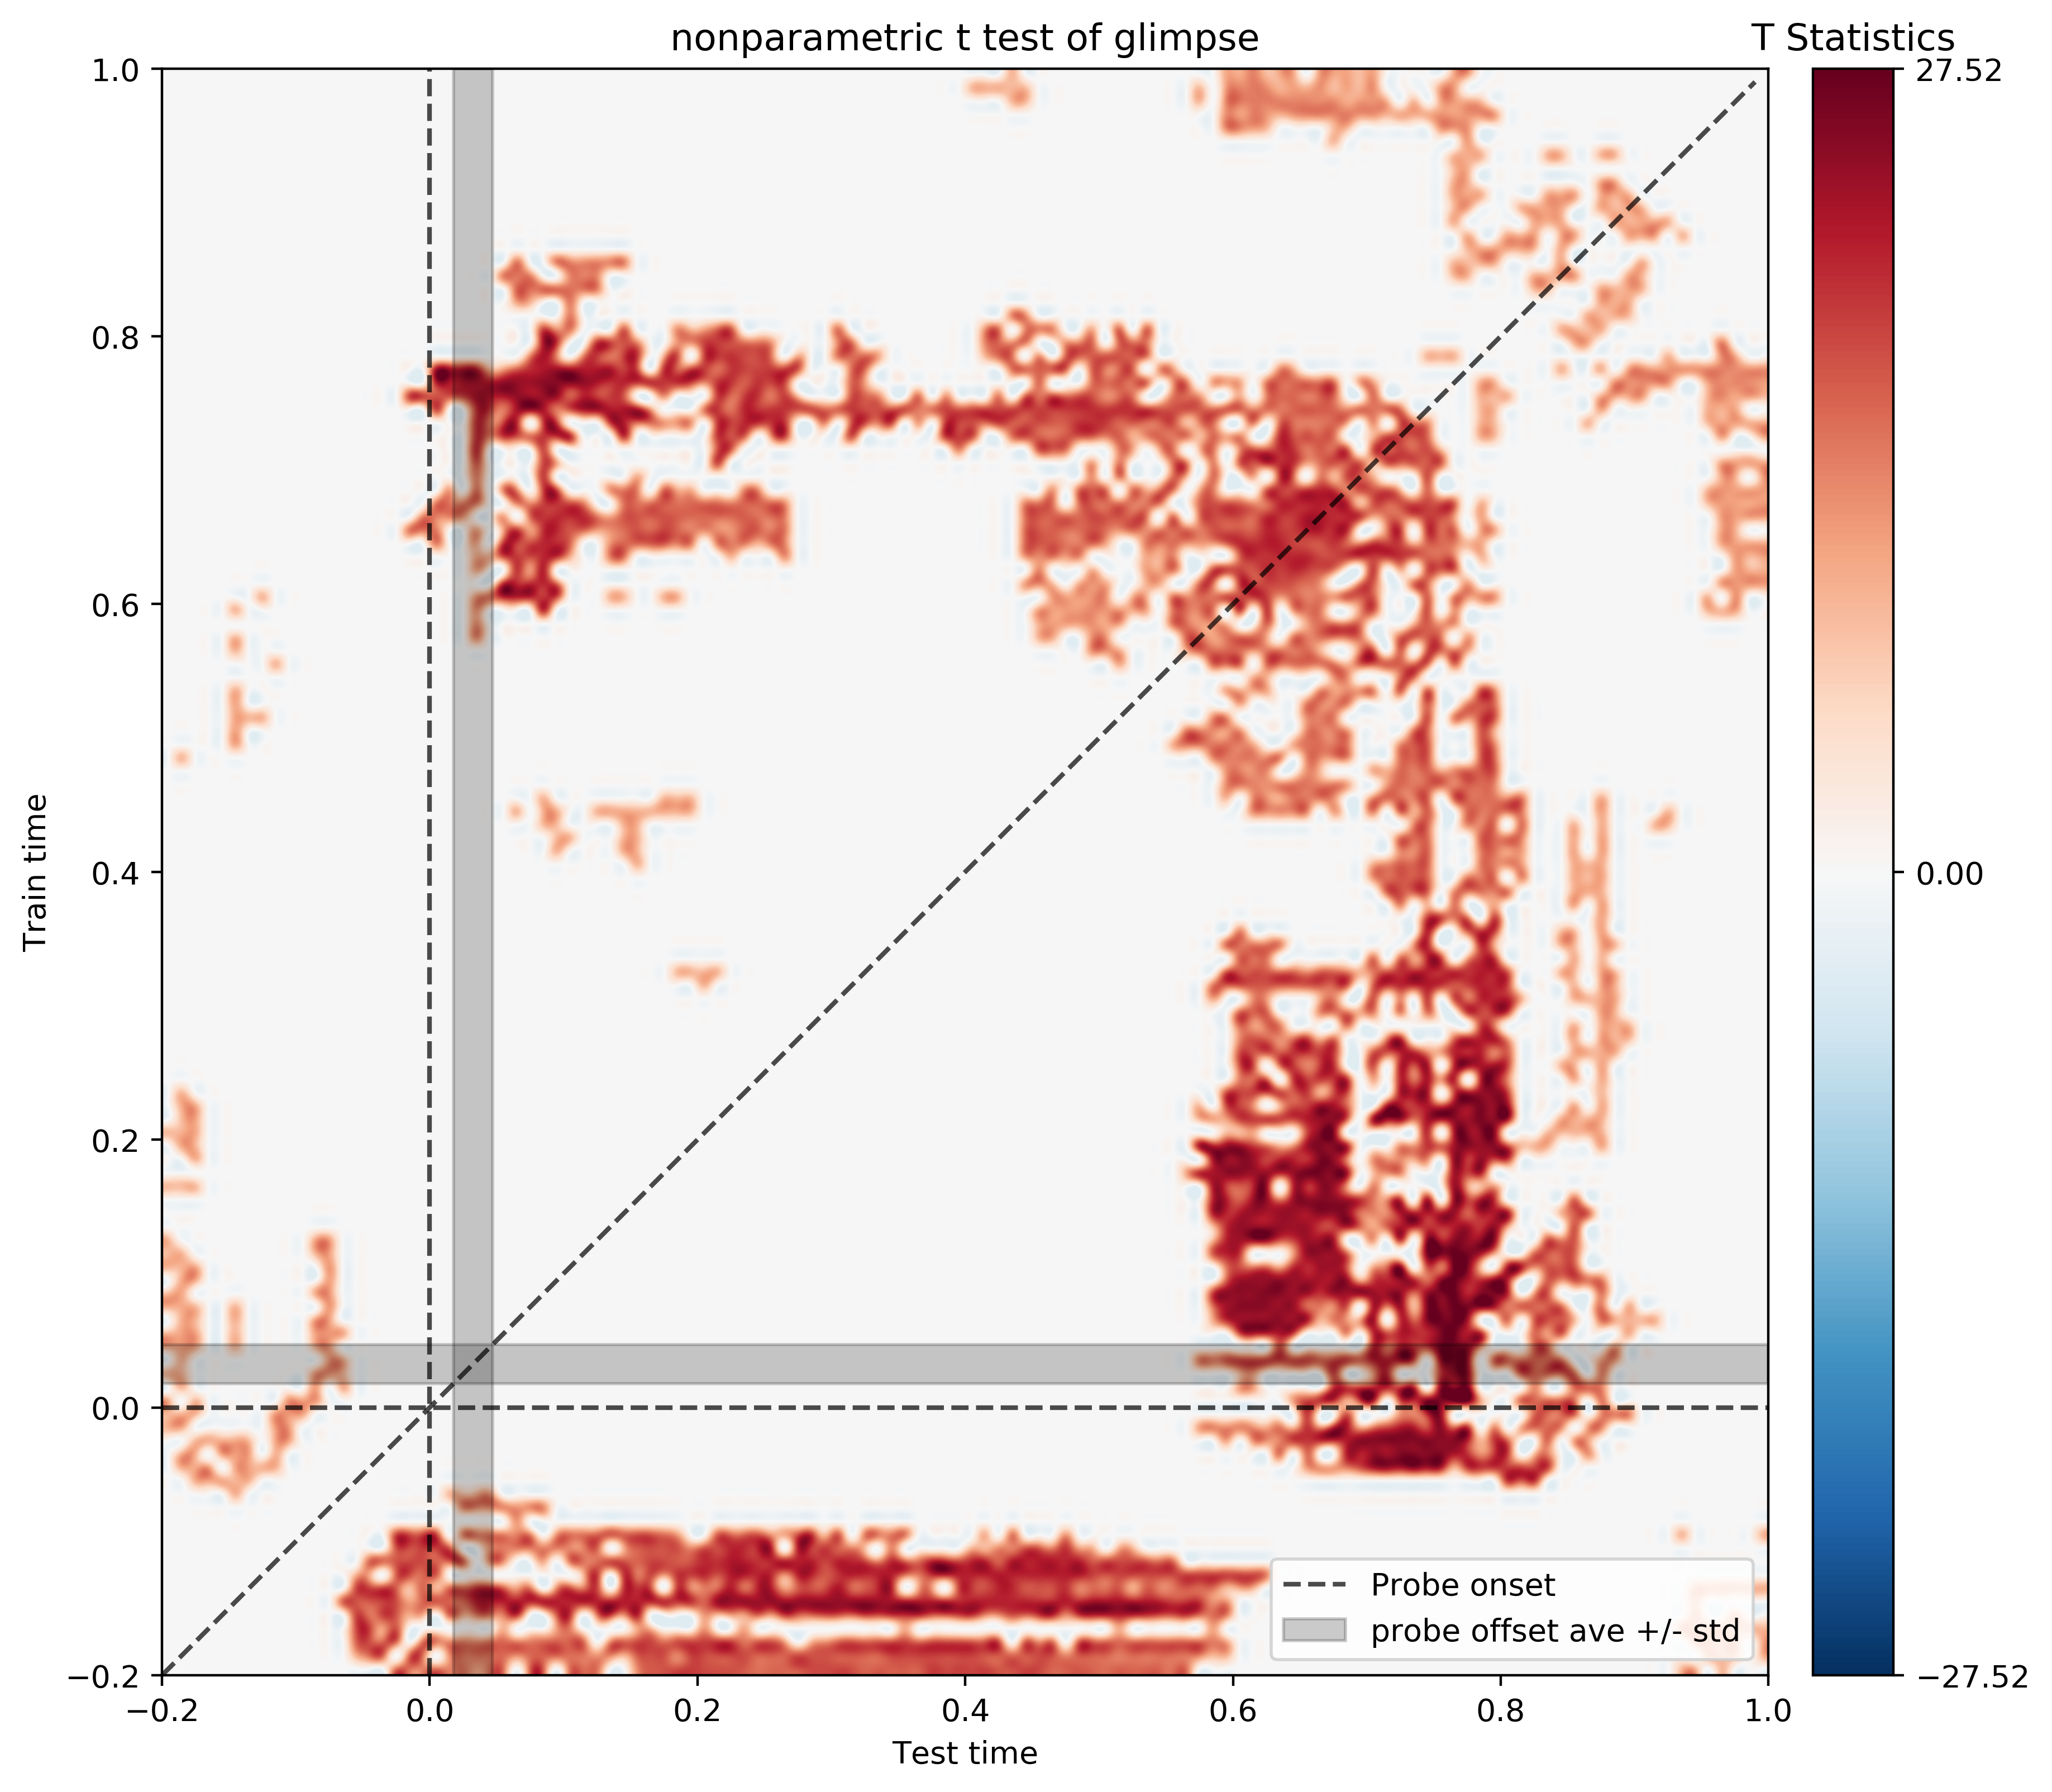 nonparametric t test of glimpse
T Statistics
27.52
0.00
−27.52
1.0
0.8
0.6
0.4
0.2
0.0
−0.2
Train time
Probe onset
probe offset ave +/- std
−0.2
0.0
0.2
0.4
0.6
0.8
1.0
Test time